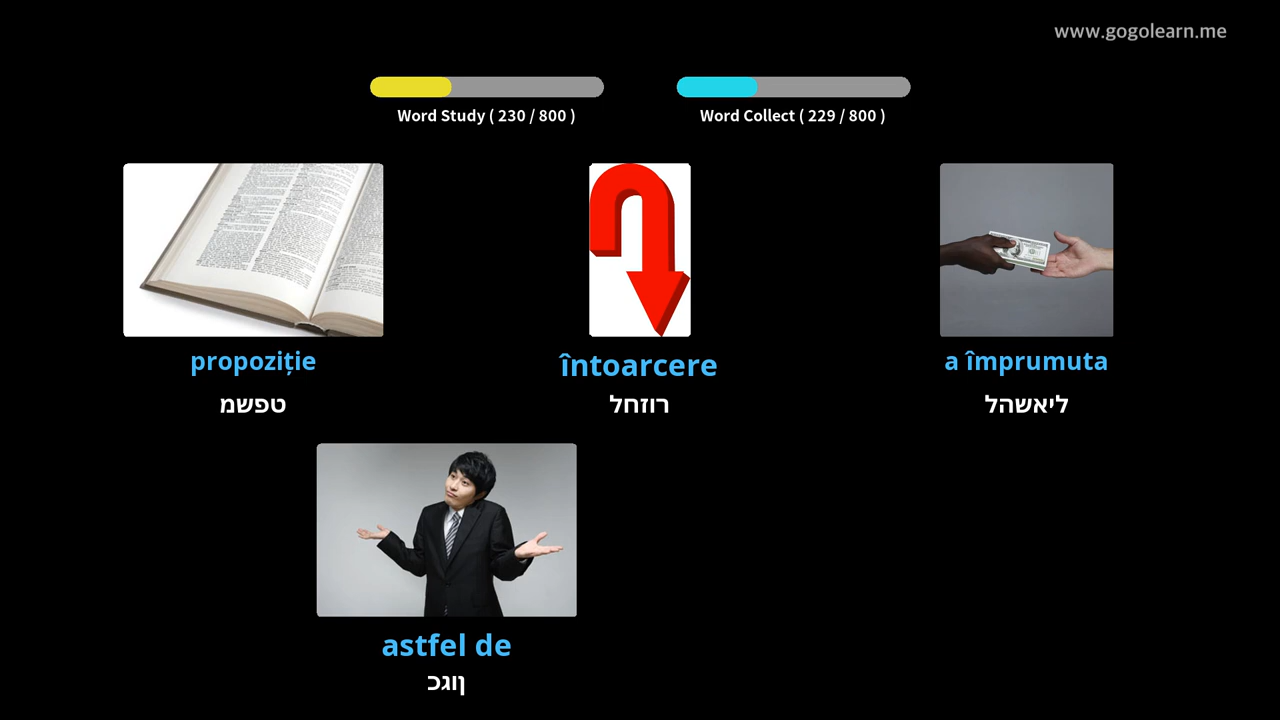 www.gogolearn.me
Word Study ( 230 / 800 )
Word Collect ( 229 / 800 )
propoziție
משפט
întoarcere
לחזור
a împrumuta
להשאיל
astfel de
כגון